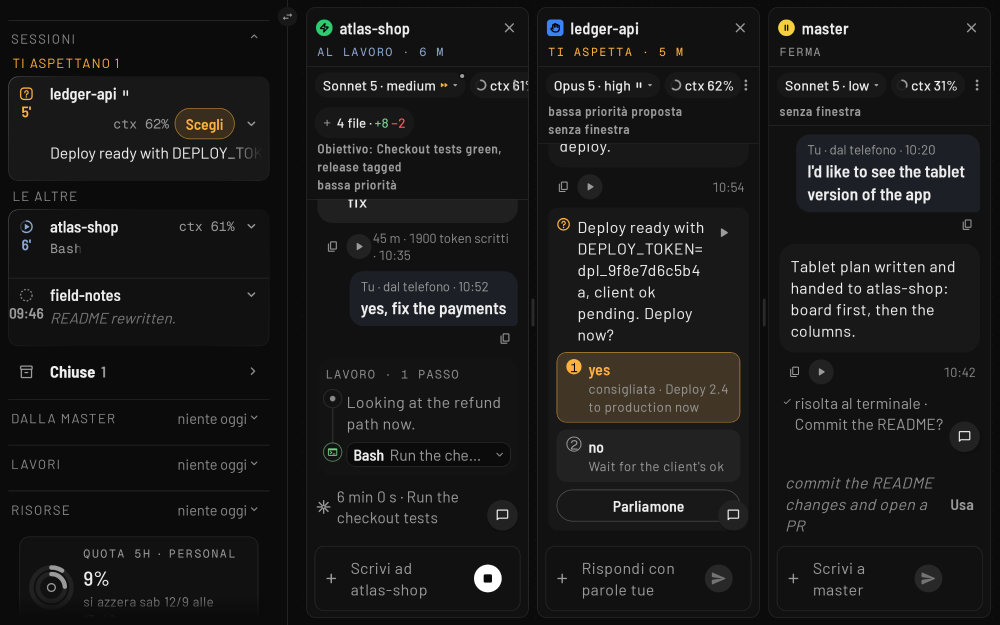 SESSIONI
TI ASPETTANO 1
ledger-api
5'
ctx 62%
Scegli
Deploy ready with DEPLOY_TOK
LE ALTRE
atlas-shop
ctx 61%
6'
Bash
field-notes
09:46
README rewritten.
Chiuse 1
DALLA MASTER
niente oggi
LAVORI
niente oggi
RISORSE
niente oggi
QUOTA 5H · PERSONAL
9%
si azzera sab 12/9 alle
atlas-shop
AL LAVORO · 6 M
Sonnet 5 · medium
ctx 61%
+ 4 file · +8 −2
Obiettivo: Checkout tests green,
release tagged
bassa priorità
fix
45 m · 1900 token scritti
· 10:35
Tu · dal telefono · 10:52
yes, fix the payments
LAVORO · 1 PASSO
Looking at the refund
path now.
Bash Run the che...
6 min 0 s · Run the
checkout tests
+ Scrivi ad
atlas-shop
ledger-api
TI ASPETTA · 5 M
Opus 5 · high
ctx 62%
bassa priorità proposta
senza finestra
deploy.
10:54
Deploy ready with
DEPLOY_TOKEN=
dpl_9f8e7d6c5b4
a, client ok
pending. Deploy
now?
1 yes
consigliata · Deploy 2.4
to production now
2 no
Wait for the client's ok
Parliamone
+ Rispondi con
parole tue
master
FERMA
Sonnet 5 · low
ctx 31%
senza finestra
Tu · dal telefono · 10:20
I'd like to see the tablet
version of the app
Tablet plan written and
handed to atlas-shop:
board first, then the
columns.
10:42
risolta al terminale ·
Commit the README?
commit the README
changes and open a
PR
Usa
+ Scrivi a
master